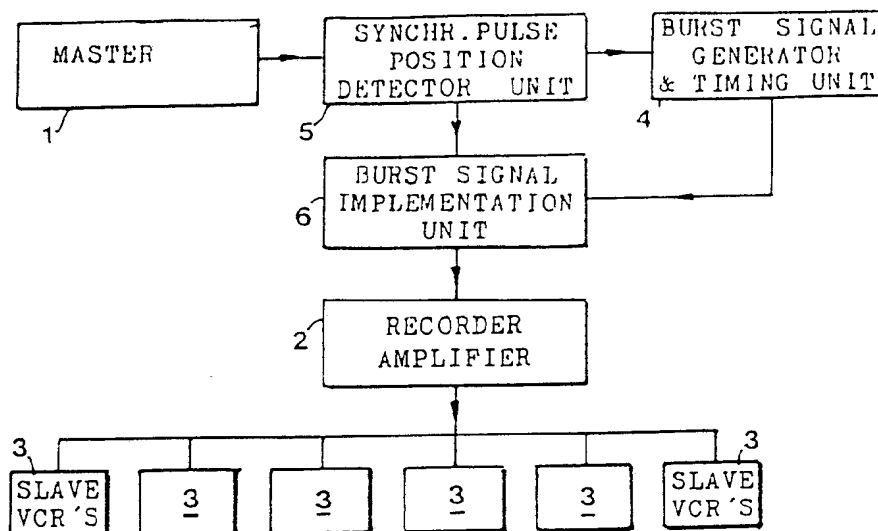 MASTER
1
SYNCHR.PULSE
POSITION
DETECTOR UNIT
5
BURST SIGNAL
GENERATOR
& TIMING UNIT
4
BURST SIGNAL
IMPLEMENTATION
UNIT
6
RECORDER
AMPLIFIER
2
3
SLAVE
VCR'S
3
3
3
3
3
SLAVE
VCR'S